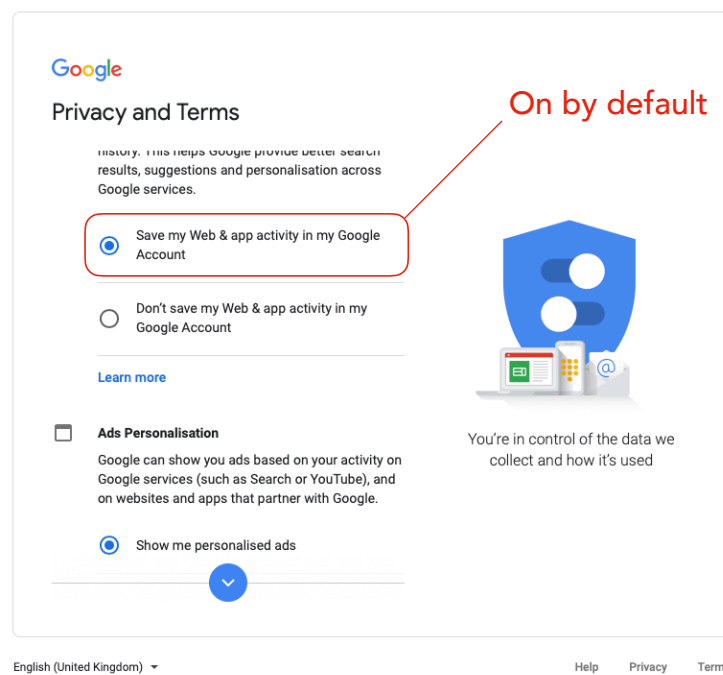 Google
Privacy and Terms
On by default
history. This helps Google provide better search
results, suggestions and personalisation across
Google services.
Save my Web & app activity in my Google
Account
Don't save my Web & app activity in my
Google Account
Learn more
Ads Personalisation
Google can show you ads based on your activity on
Google services (such as Search or YouTube), and
on websites and apps that partner with Google.
Show me personalised ads
@
You're in control of the data we
collect and how it's used
English (United Kingdom)
Help Privacy Term